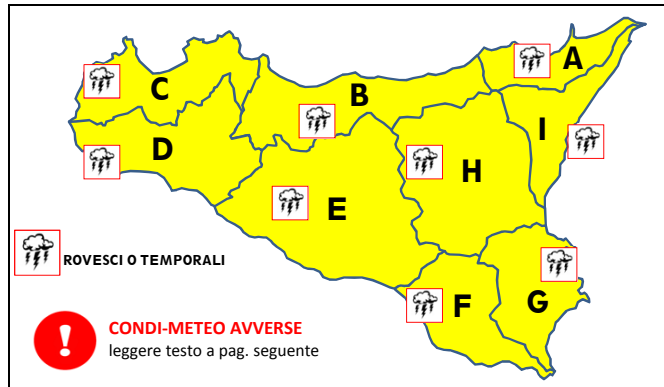 A
C
B
I
D
H
E
ROVESCI O TEMPORALI
F
G
CONDI-METEO AVVERSE
leggere testo a pag. seguente